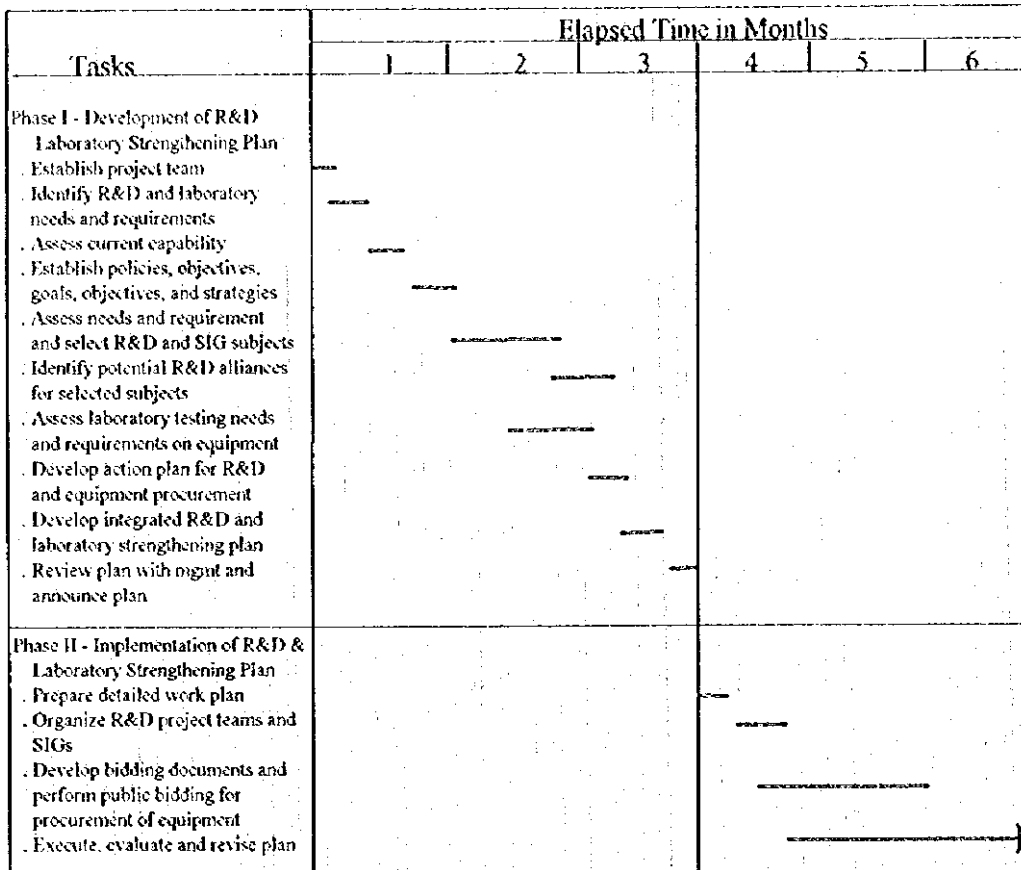 Elapsed Time in Months
Tasks
1 2 3 4 5 6
Phase I - Development of R&D
Laboratory Strengthening Plan
. Establish project team
. Identify R&D and laboratory
needs and requirements
. Assess current capability
. Establish policies, objectives,
goals, objectives, and strategies
. Assess needs and requirement
and select R&D and SIG subjects
. Identify potential R&D alliances
for selected subjects
. Assess laboratory testing needs
and requirements on equipment
. Develop action plan for R&D
and equipment procurement
. Develop integrated R&D and
laboratory strengthening plan
. Review plan with mgmt and
announce plan
Phase II - Implementation of R&D &
Laboratory Strengthening Plan
. Prepare detailed work plan
. Organize R&D project teams and
SIGs
. Develop bidding documents and
perform public bidding for
procurement of equipment
. Execute, evaluate and revise plan